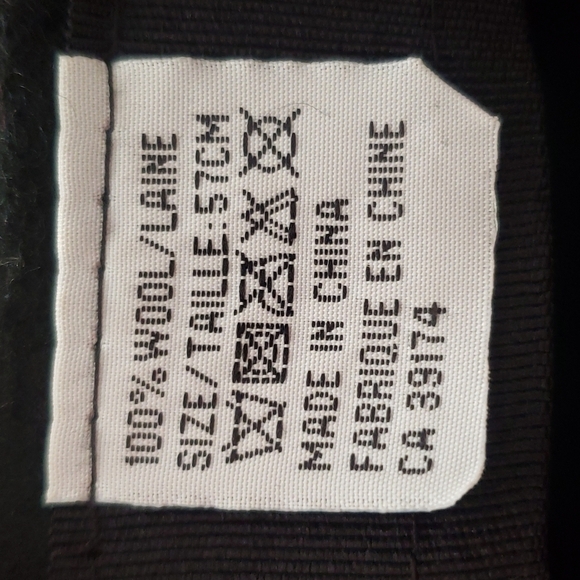 100% WOOL/LAINE
SIZE/TAILLE:57CM
MADE IN CHINA
FABRIQUE EN CHINE
CA 39174